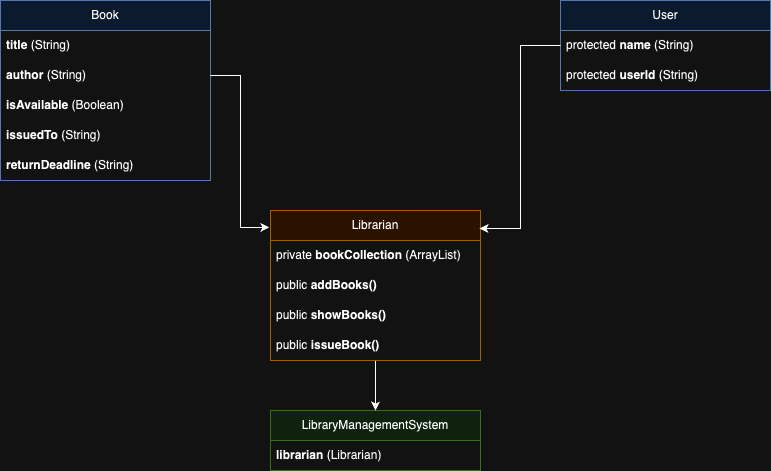 Book
title (String)
author (String)
isAvailable (Boolean)
issuedTo (String)
returnDeadline (String)
User
protected name (String)
protected userId (String)
Librarian
private bookCollection (ArrayList)
public addBooks()
public showBooks()
public issueBook()
LibraryManagementSystem
librarian (Librarian)